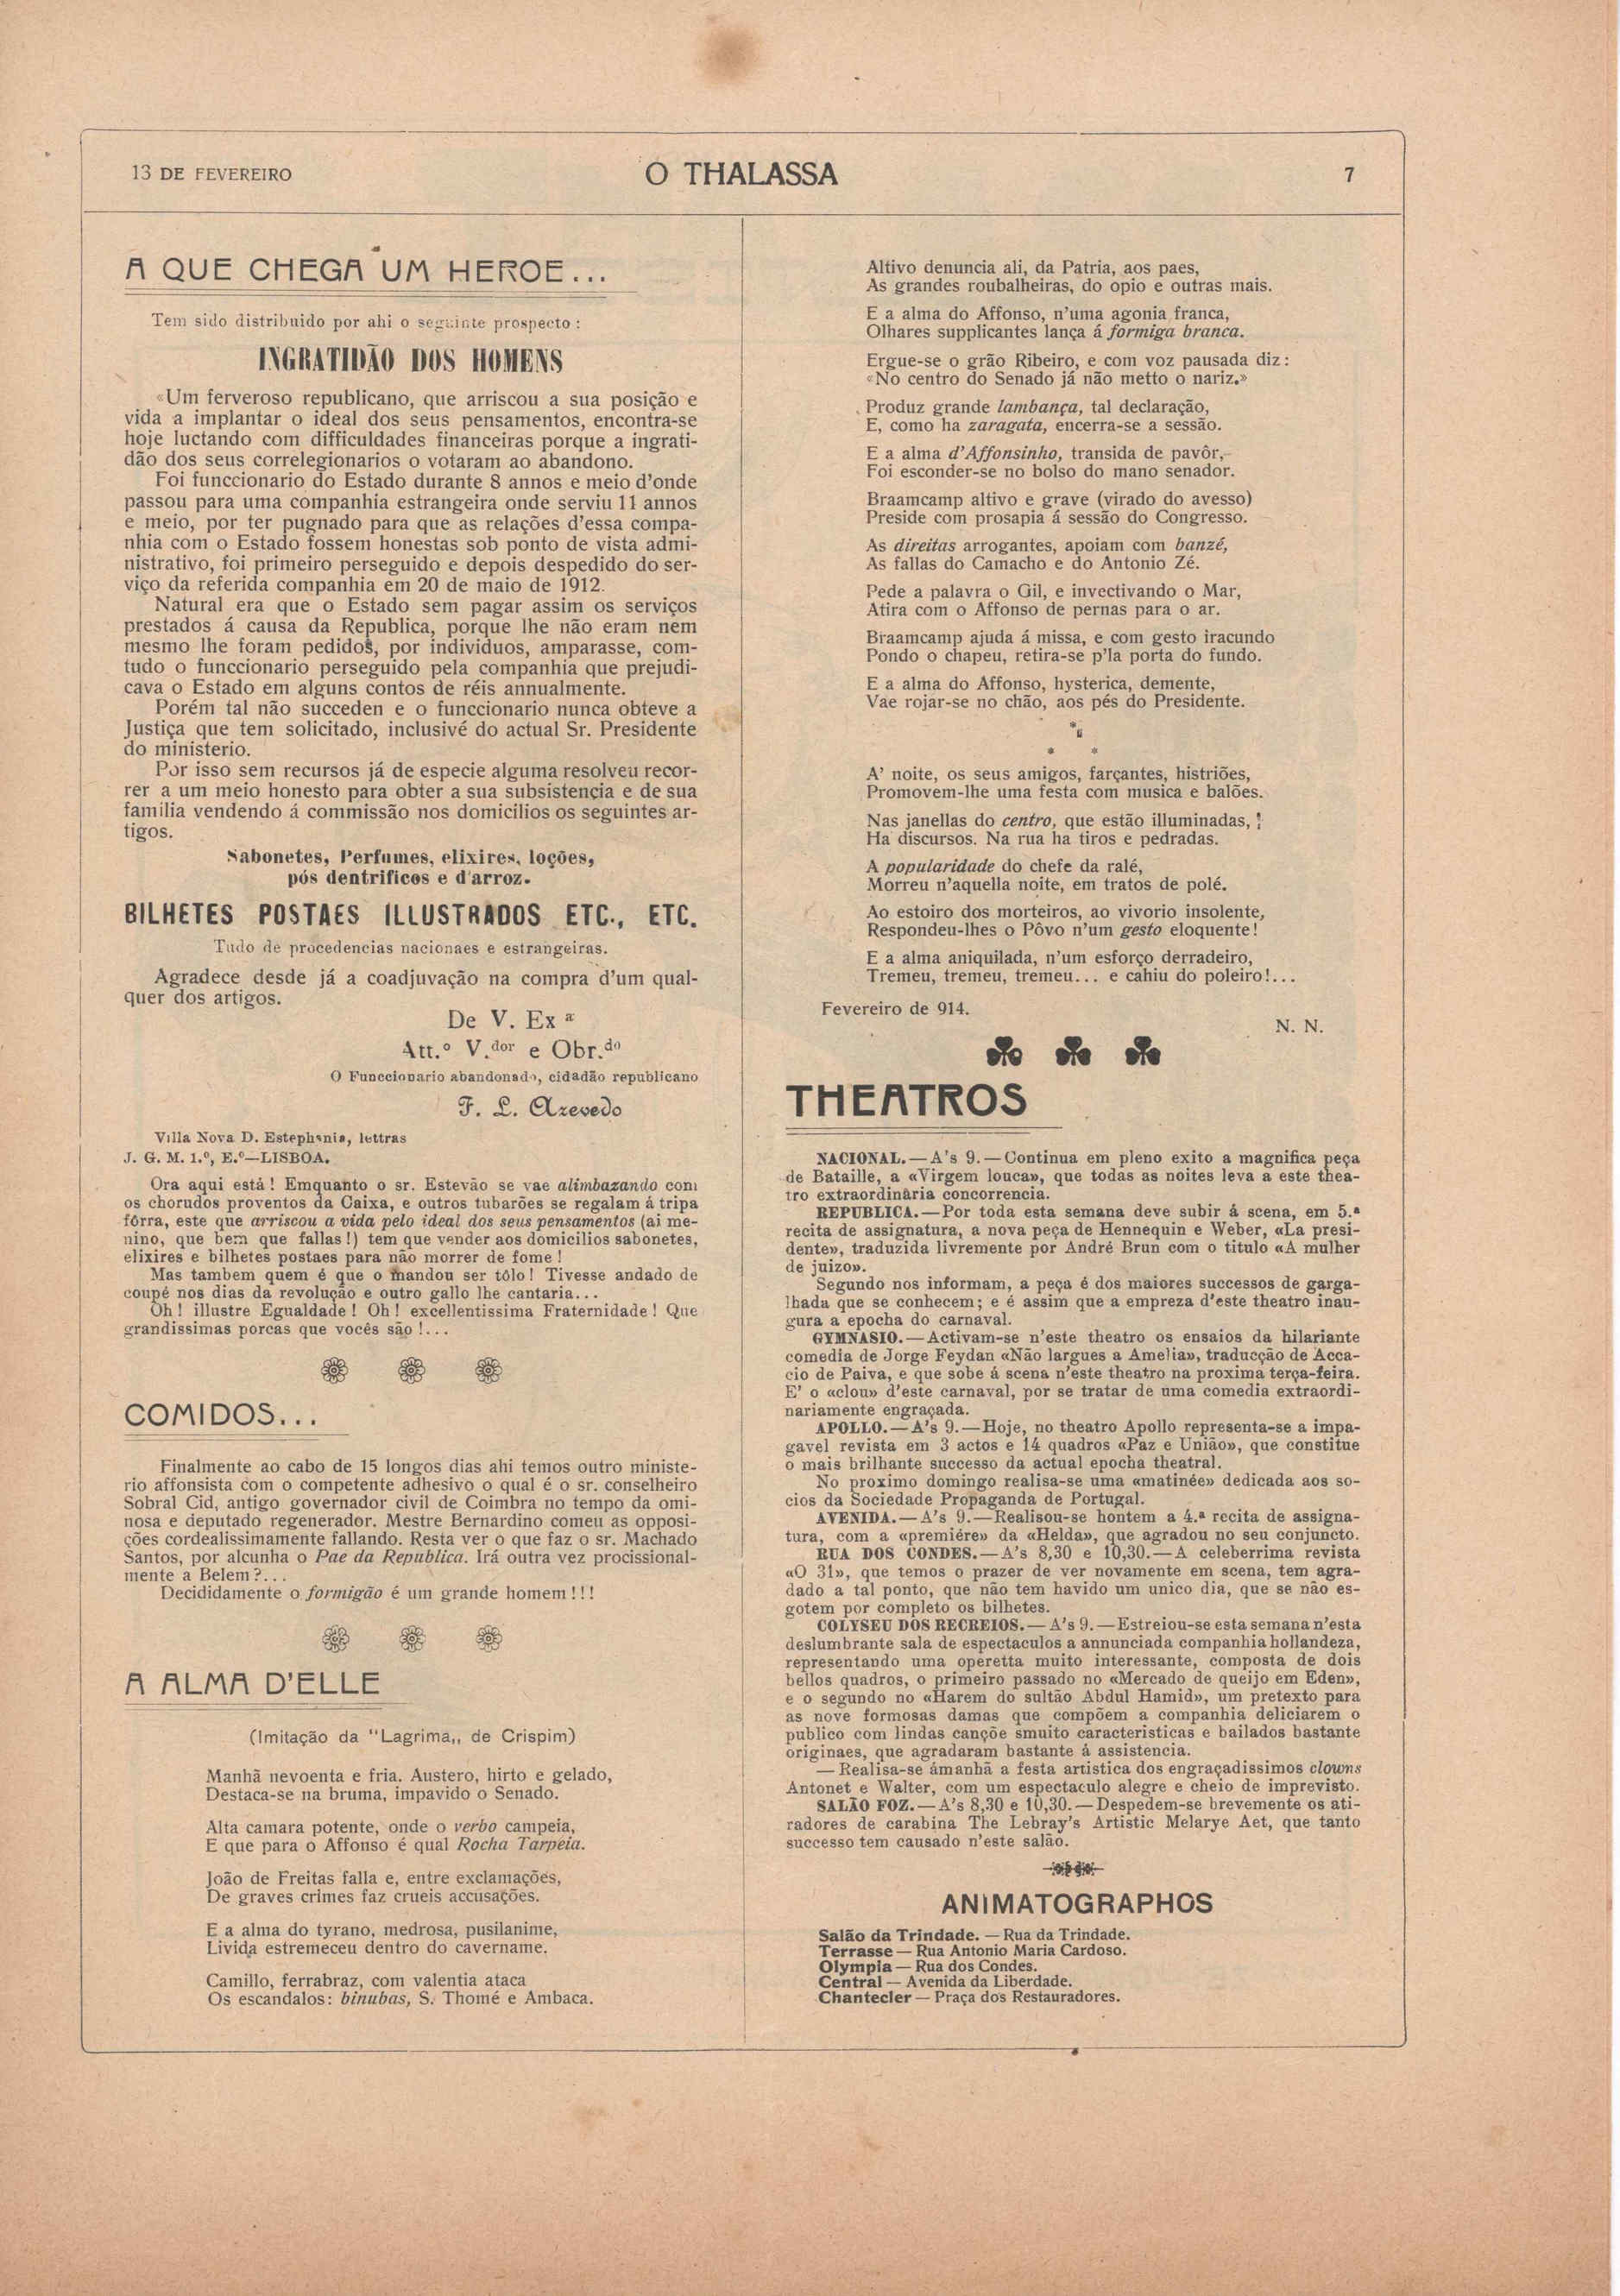 13 DE FEVEREIRO
O THALASSA
7
A QUE CHEGA UM HEROE...
Tem sido distribuido por ahi o seguinte prospecto:
INGRATIDÃO DOS HOMENS
«Um ferveroso republicano, que arriscou a sua posição e
vida a implantar o ideal dos seus pensamentos, encontra-se
hoje luctando com difficuldades financeiras porque a ingrati-
dão dos seus correlegionarios o votaram ao abandono.
Foi funccionario do Estado durante 8 annos e meio d'onde
passou para uma companhia estrangeira onde serviu 11 annos
e meio, por ter pugnado para que as relações d'essa compa-
nhia com o Estado fossem honestas sob ponto de vista admi-
nistrativo, foi primeiro perseguido e depois despedido do ser-
viço da referida companhia em 20 de maio de 1912.
Natural era que o Estado sem pagar assim os serviços
prestados á causa da Republica, porque lhe não eram nem
mesmo lhe foram pedidos, por individuos, amparasse, com-
tudo o funccionario perseguido pela companhia que prejudi-
cava o Estado em alguns contos de réis annualmente.
Porém tal não succeden e o funccionario nunca obteve a
Justiça que tem solicitado, inclusivé do actual Sr. Presidente
do ministerio.
Por isso sem recursos já de especie alguma resolveu recor-
rer a um meio honesto para obter a sua subsistencia e de sua
familia vendendo á commissão nos domicilios os seguintes ar-
tigos.
Sabonetes, Perfumes, elixires, loções,
pós dentrificos e d'arroz.
BILHETES POSTAES ILLUSTRADOS ETC., ETC.
Tudo de procedencias nacionaes e estrangeiras.
Agradece desde já a coadjuvação na compra d'um qual-
quer dos artigos.
De V. Ex.ª
Att.º V.dor e Obr.do
O Funccionario abandonado, cidadão republicano
F. L. Azevedo
Villa Nova D. Estephania, lettras
J. G. M. 1.º, E.º—LISBOA.
Ora aqui está! Emquanto o sr. Estevão se vae alimbazando com
os chorudos proventos da Caixa, e outros tubarões se regalam á tripa
fôrra, este que arriscou a vida pelo ideal dos seus pensamentos (ai me-
nino, que bem que fallas!) tem que vender aos domicilios sabonetes,
elixires e bilhetes postaes para não morrer de fome!
Mas tambem quem é que o mandou ser tôlo! Tivesse andado de
coupé nos dias da revolução e outro gallo lhe cantaria...
Oh! illustre Egualdade! Oh! excellentissima Fraternidade! Que
grandissimas porcas que vocês são!...
COMIDOS...
Finalmente ao cabo de 15 longos dias ahi temos outro ministe-
rio affonsista com o competente adhesivo o qual é o sr. conselheiro
Sobral Cid, antigo governador civil de Coimbra no tempo da omi-
nosa e deputado regenerador. Mestre Bernardino comeu as opposi-
ções cordealissimamente fallando. Resta ver o que faz o sr. Machado
Santos, por alcunha o Pae da Republica. Irá outra vez procissional-
mente a Belem?...
Decididamente o formigão é um grande homem!!!
A ALMA D'ELLE
(Imitação da "Lagrima,, de Crispim)
Manhã nevoenta e fria. Austero, hirto e gelado,
Destaca-se na bruma, impavido o Senado.
Alta camara potente, onde o verbo campeia,
E que para o Affonso é qual Rocha Tarpeia.
João de Freitas falla e, entre exclamações,
De graves crimes faz crueis accusações.
E a alma do tyrano, medrosa, pusilanime,
Livida estremeceu dentro do cavername.
Camillo, ferrabraz, com valentia ataca
Os escandalos: binubas, S. Thomé e Ambaca.
Altivo denuncia ali, da Patria, aos paes,
As grandes roubalheiras, do opio e outras mais.
E a alma do Affonso, n'uma agonia franca,
Olhares supplicantes lança á formiga branca.
Ergue-se o grão Ribeiro, e com voz pausada diz:
«No centro do Senado já não metto o nariz.»
Produz grande lambança, tal declaração,
E, como ha zaragata, encerra-se a sessão.
E a alma d'Affonsinho, transida de pavôr,
Foi esconder-se no bolso do mano senador.
Braamcamp altivo e grave (virado do avesso)
Preside com prosapia á sessão do Congresso.
As direitas arrogantes, apoiam com banzé,
As fallas do Camacho e do Antonio Zé.
Pede a palavra o Gil, e invectivando o Mar,
Atira com o Affonso de pernas para o ar.
Braamcamp ajuda á missa, e com gesto iracundo
Pondo o chapeu, retira-se p'la porta do fundo.
E a alma do Affonso, hysterica, demente,
Vae rojar-se no chão, aos pés do Presidente.
*
* *
A' noite, os seus amigos, farçantes, histriões,
Promovem-lhe uma festa com musica e balões.
Nas janellas do centro, que estão illuminadas,
Ha discursos. Na rua ha tiros e pedradas.
A popularidade do chefe da ralé,
Morreu n'aquella noite, em tratos de polé.
Ao estoiro dos morteiros, ao vivorio insolente,
Respondeu-lhes o Pôvo n'um gesto eloquente!
E a alma aniquilada, n'um esforço derradeiro,
Tremeu, tremeu, tremeu... e cahiu do poleiro!...
Fevereiro de 914.
N. N.
THEATROS
NACIONAL.—A's 9.—Continua em pleno exito a magnifica peça
de Bataille, a «Virgem louca», que todas as noites leva a este thea-
tro extraordinària concorrencia.
REPUBLICA.—Por toda esta semana deve subir á scena, em 5.ª
recita de assignatura, a nova peça de Hennequin e Weber, «La presi-
dente», traduzida livremente por André Brun com o titulo «A mulher
de juizo».
Segundo nos informam, a peça é dos maiores successos de garga-
lhada que se conhecem; e é assim que a empreza d'este theatro inau-
gura a epocha do carnaval.
GYMNASIO.—Activam-se n'este theatro os ensaios da hilariante
comedia de Jorge Feydan «Não largues a Amelia», traducção de Acca-
cio de Paiva, e que sobe á scena n'este theatro na proxima terça-feira.
E' o «clou» d'este carnaval, por se tratar de uma comedia extraordi-
nariamente engraçada.
APOLLO.—A's 9.—Hoje, no theatro Apollo representa-se a impa-
gavel revista em 3 actos e 14 quadros «Paz e União», que constitue
o mais brilhante successo da actual epocha theatral.
No proximo domingo realisa-se uma «matinée» dedicada aos so-
cios da Sociedade Propaganda de Portugal.
AVENIDA.—A's 9.—Realisou-se hontem a 4.ª recita de assigna-
tura, com a «premiére» da «Helda», que agradou no seu conjuncto.
RUA DOS CONDES.—A's 8,30 e 10,30.—A celeberrima revista
«O 31», que temos o prazer de ver novamente em scena, tem agra-
dado a tal ponto, que não tem havido um unico dia, que se não es-
gotem por completo os bilhetes.
COLYSEU DOS RECREIOS.—A's 9.—Estreiou-se esta semana n'esta
deslumbrante sala de espectaculos a annunciada companhia hollandeza,
representando uma operetta muito interessante, composta de dois
bellos quadros, o primeiro passado no «Mercado de queijo em Eden»,
e o segundo no «Harem do sultão Abdul Hamid», um pretexto para
as nove formosas damas que compõem a companhia deliciarem o
publico com lindas cançõe smuito caracteristicas e bailados bastante
originaes, que agradaram bastante á assistencia.
—Realisa-se ámanhã a festa artistica dos engraçadissimos clowns
Antonet e Walter, com um espectaculo alegre e cheio de imprevisto.
SALÃO FOZ.—A's 8,30 e 10,30.—Despedem-se brevemente os ati-
radores de carabina The Lebray's Artistic Melarye Aet, que tanto
successo tem causado n'este salão.
ANIMATOGRAPHOS
Salão da Trindade.—Rua da Trindade.
Terrasse—Rua Antonio Maria Cardoso.
Olympia—Rua dos Condes.
Central—Avenida da Liberdade.
Chantecler—Praça dos Restauradores.